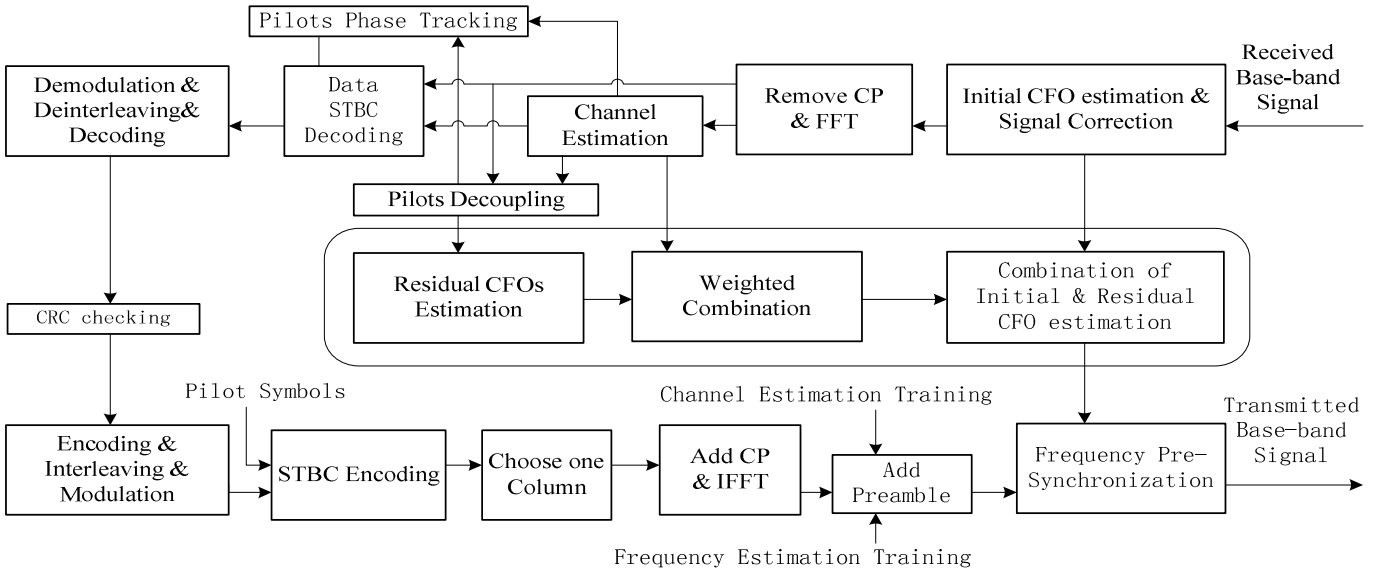 Pilots Phase Tracking
Received
Base-band
Signal
Demodulation &
Deinterleaving&
Decoding
Data
STBC
Decoding
Channel
Estimation
Remove CP
& FFT
Initial CFO estimation &
Signal Correction
Pilots Decoupling
Residual CFOs
Estimation
Weighted
Combination
Combination of
Initial & Residual
CFO estimation
CRC checking
Pilot Symbols
Channel Estimation Training
Transmitted
Base-band
Signal
Encoding &
Interleaving &
Modulation
STBC Encoding
Choose one
Column
Add CP
& IFFT
Add
Preamble
Frequency Pre-
Synchronization
Frequency Estimation Training